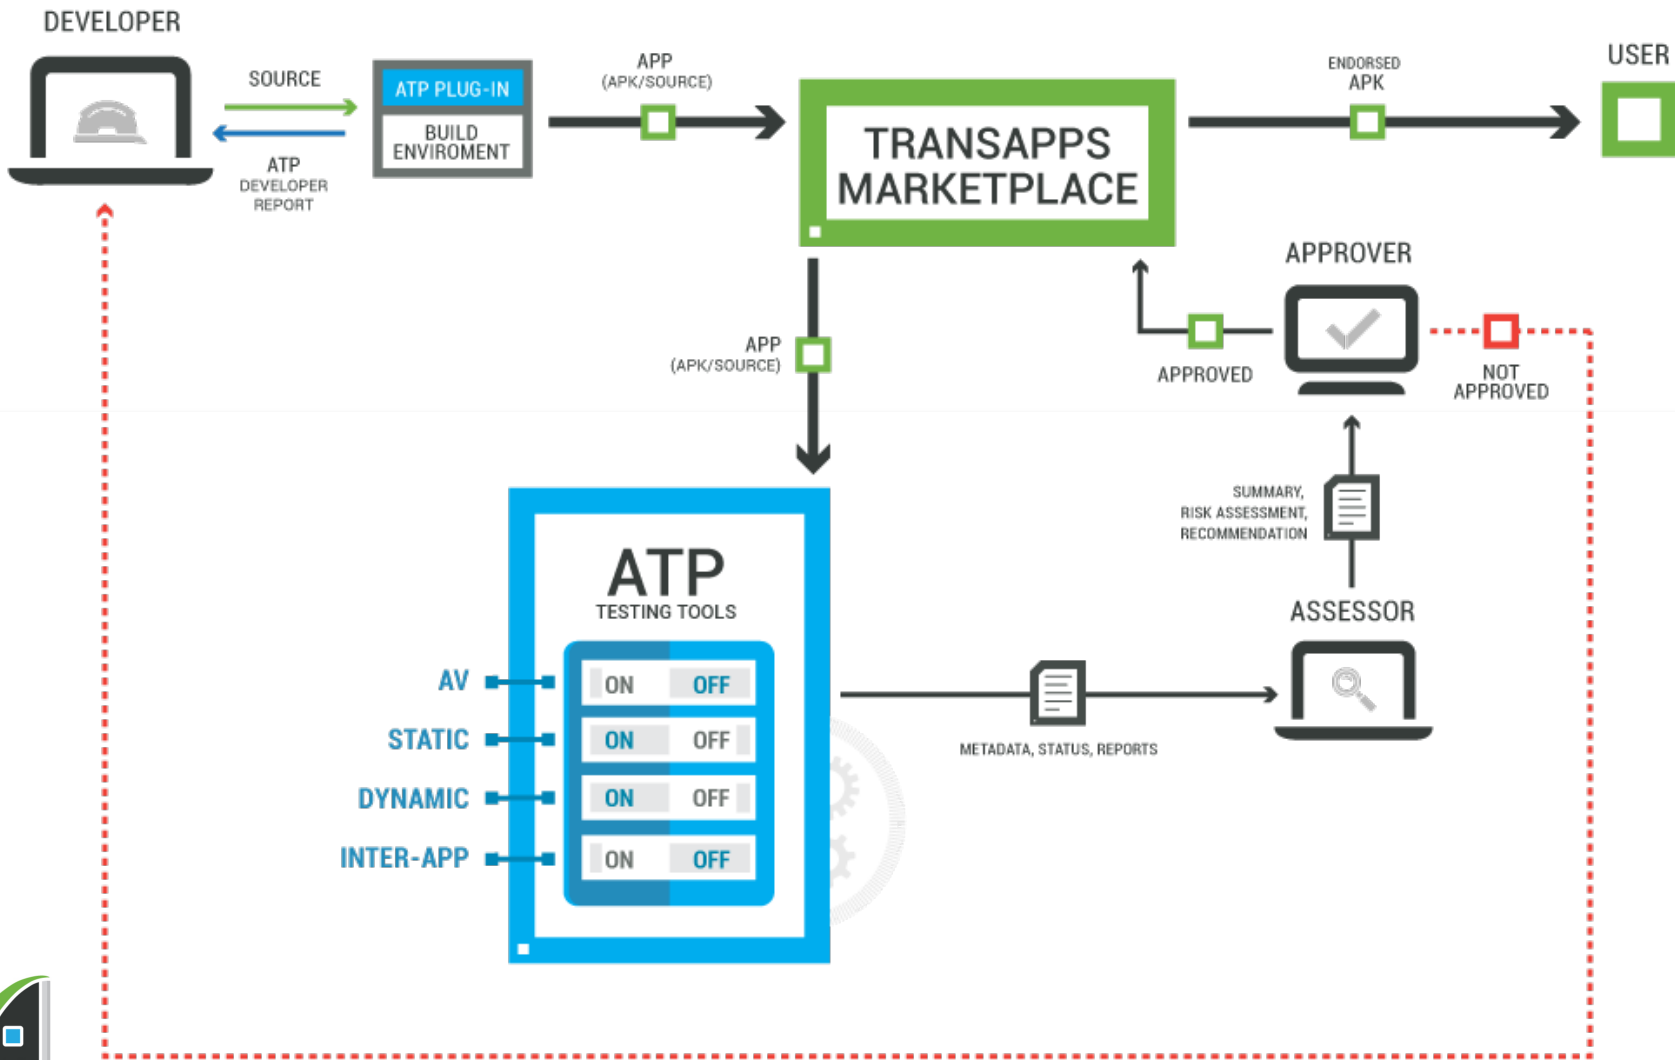 DEVELOPER
SOURCE
ATP
DEVELOPER
REPORT
ATP PLUG-IN
BUILD
ENVIROMENT
APP
(APK/SOURCE)
TRANSAPPS
MARKETPLACE
ENDORSED
APK
USER
APPROVER
APPROVED
NOT
APPROVED
APP
(APK/SOURCE)
SUMMARY,
RISK ASSESSMENT,
RECOMMENDATION
ASSESSOR
ATP
TESTING TOOLS
AV ON OFF
STATIC ON OFF
DYNAMIC ON OFF
INTER-APP ON OFF
METADATA, STATUS, REPORTS